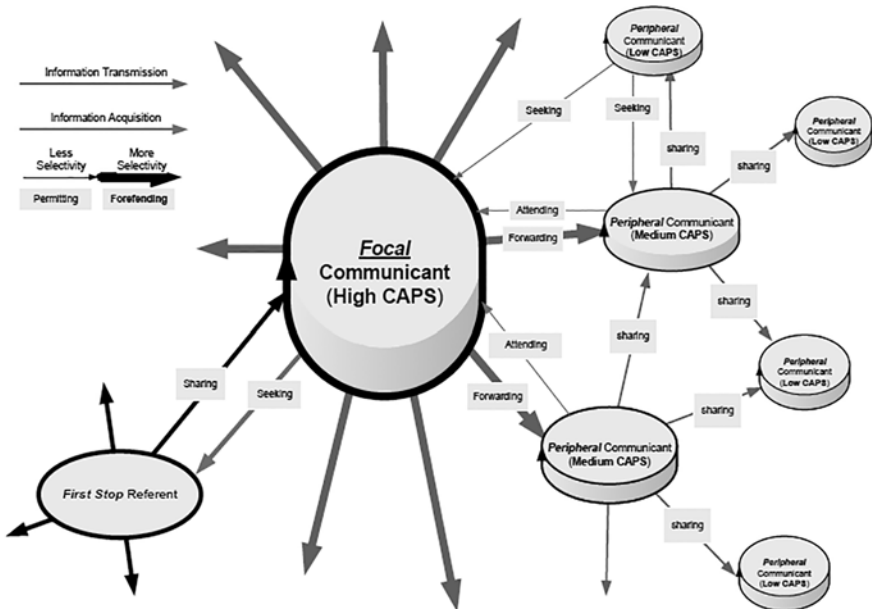 Information Transmission
Information Acquisition
Less
Selectivity
More
Selectivity
Permitting
Forefending
Peripheral
Communicant
(Low CAPS)
Seeking
Seeking
sharing
sharing
Peripheral
Communicant
(Low CAPS)
Attending
Forwarding
Peripheral Communicant
(Medium CAPS)
Focal
Communicant
(High CAPS)
sharing
sharing
Attending
Sharing
Seeking
Forwarding
Peripheral
Communicant
(Low CAPS)
sharing
Peripheral Communicant
(Medium CAPS)
First Stop Referent
sharing
Peripheral
Communicant
(Low CAPS)